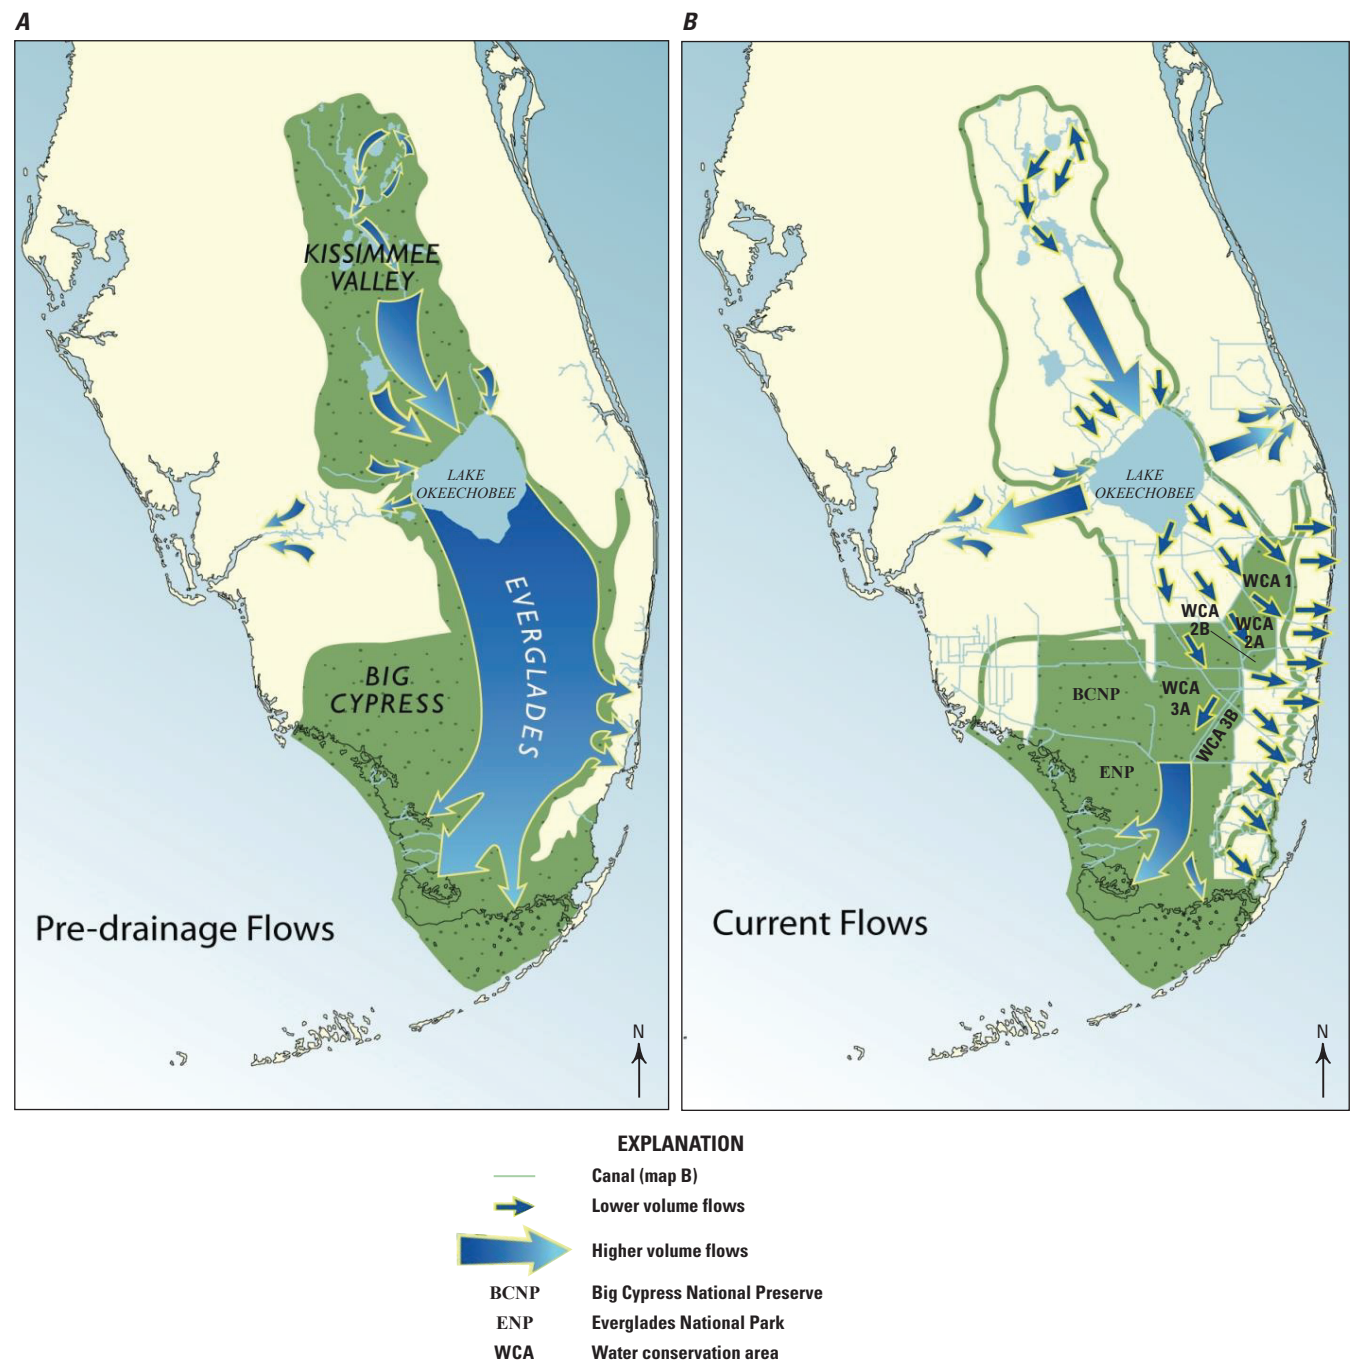 A
B
KISSIMMEE
VALLEY
LAKE
OKEECHOBEE
EVERGLADES
BIG
CYPRESS
Pre-drainage Flows
N
LAKE
OKEECHOBEE
WCA 1
WCA
2B
WCA
2A
BCNP
WCA
3A
WCA 3B
ENP
Current Flows
N
EXPLANATION
Canal (map B)
Lower volume flows
Higher volume flows
BCNP Big Cypress National Preserve
ENP Everglades National Park
WCA Water conservation area